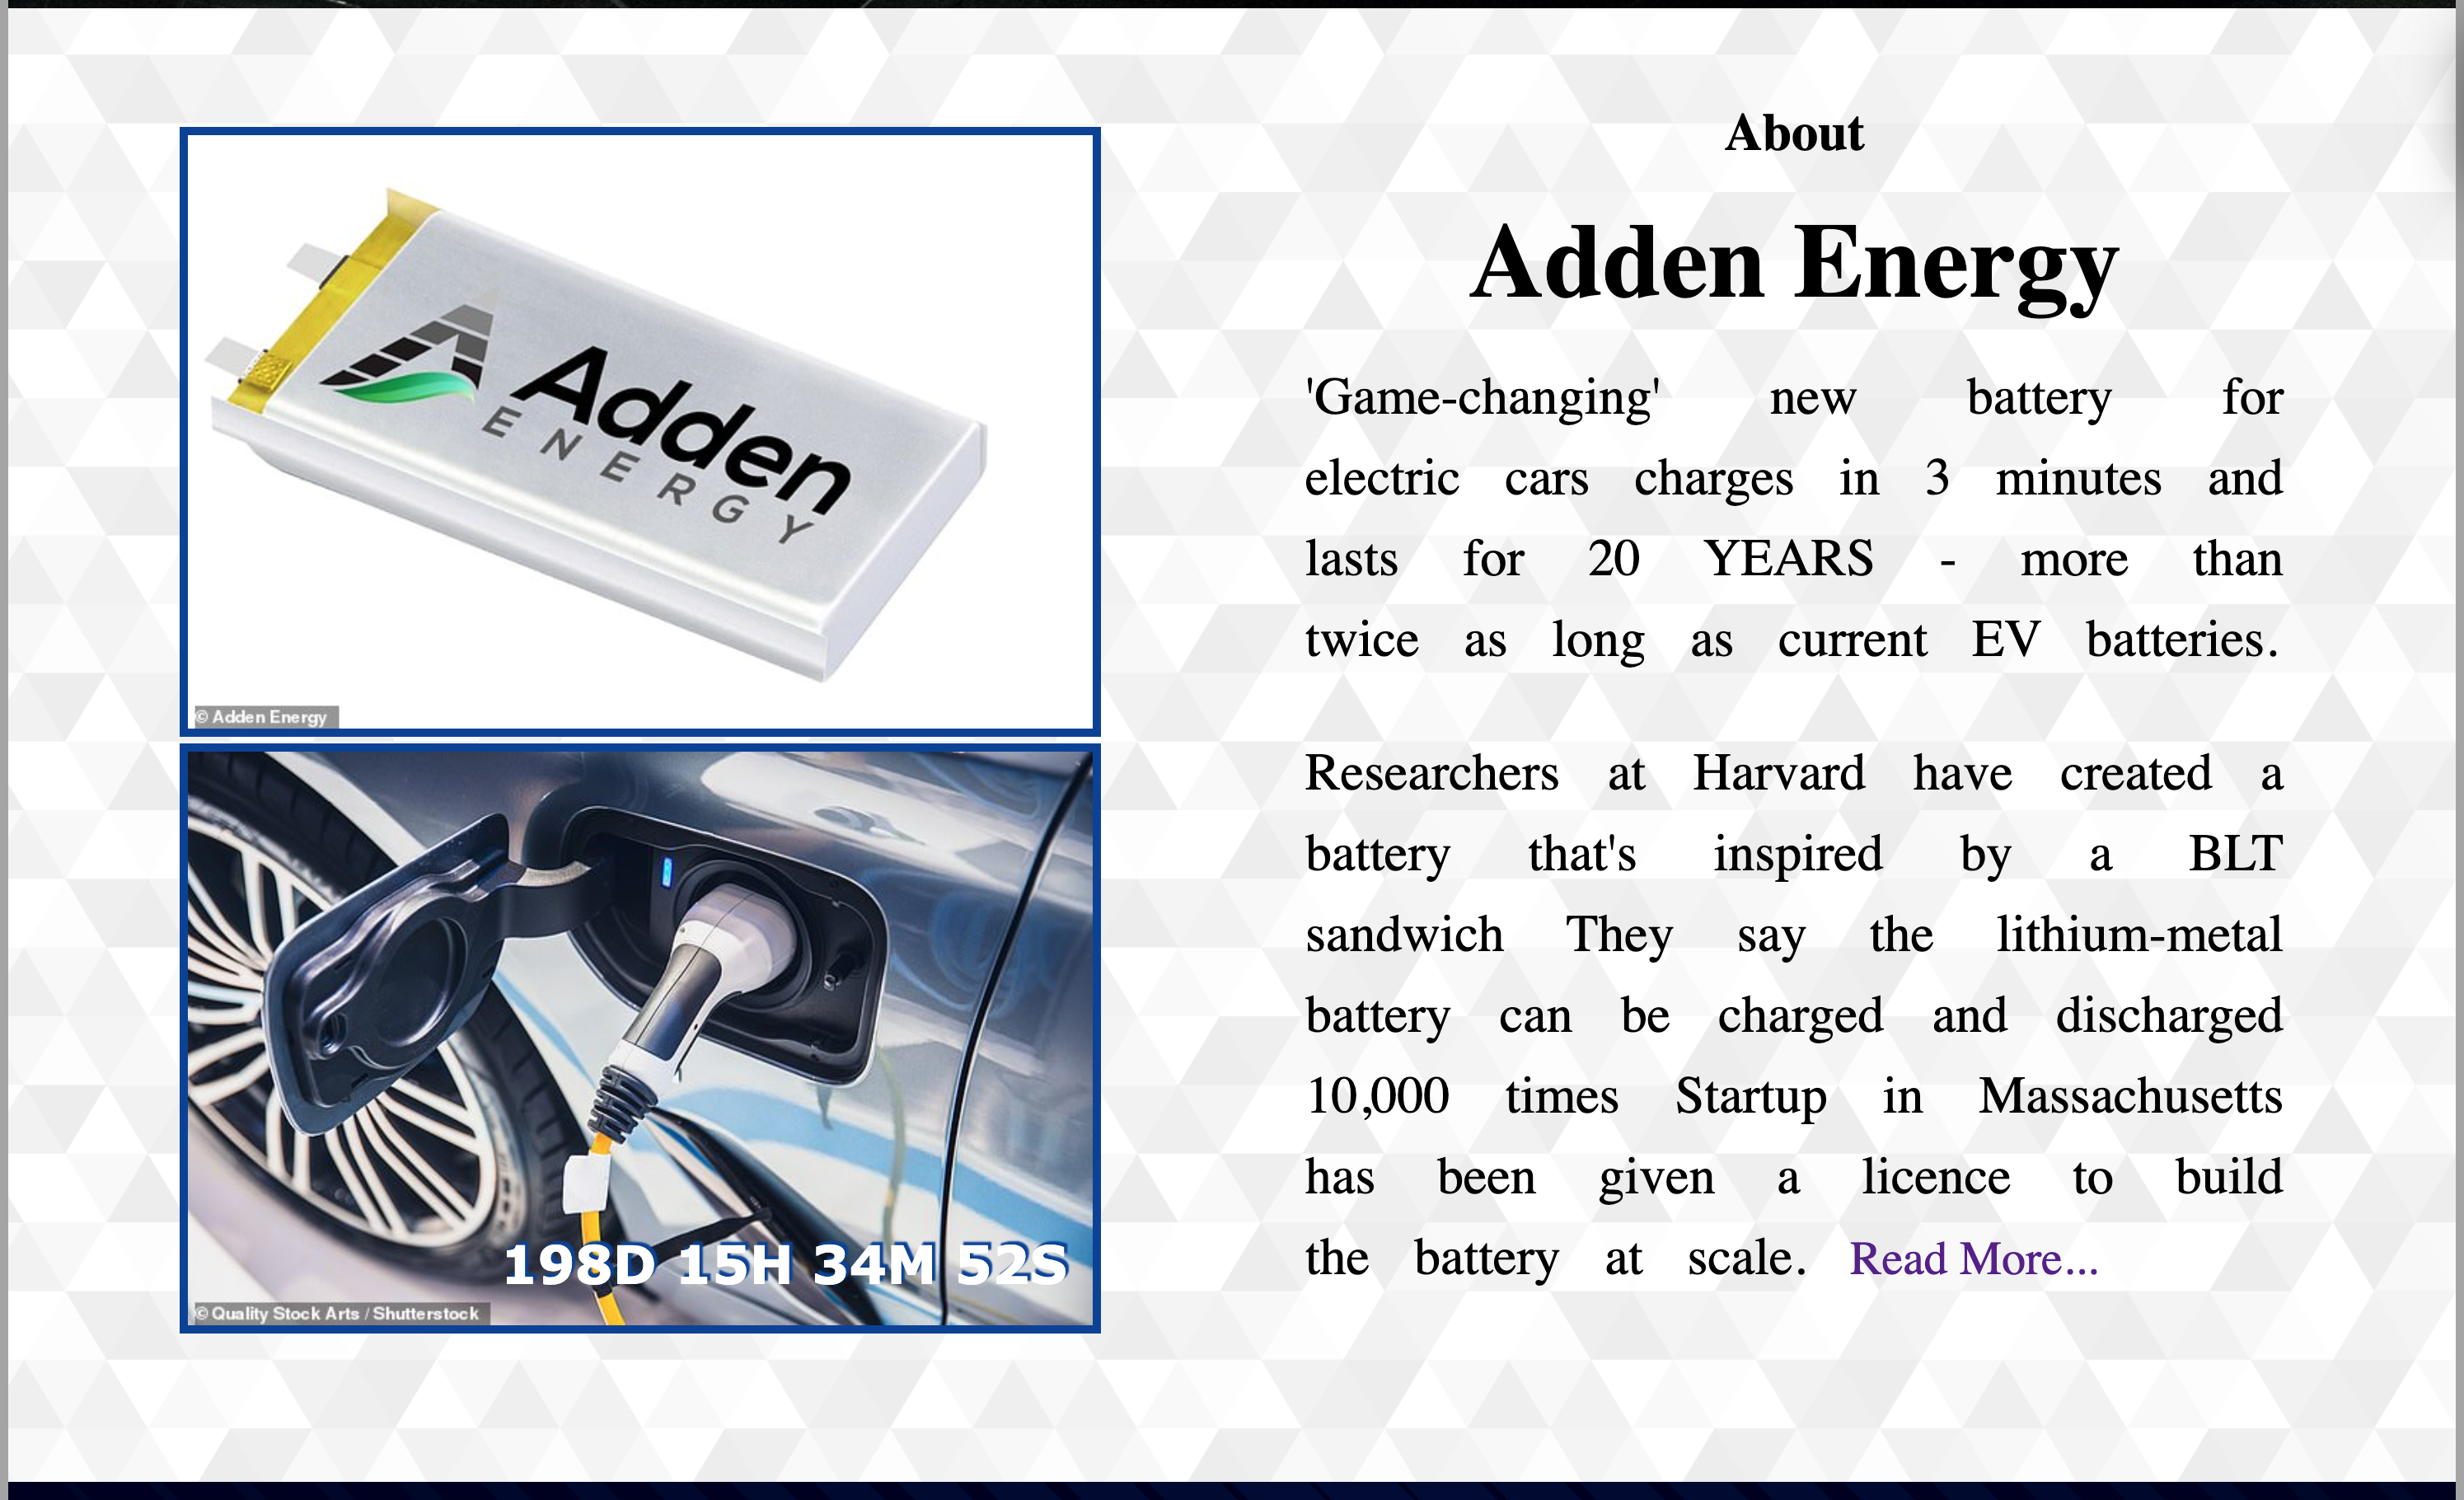 Adden
ENERGY
© Adden Energy
198D 15H 34M 52S
© Quality Stock Arts / Shutterstock
About
Adden Energy
'Game-changing' new battery for
electric cars charges in 3 minutes and
lasts for 20 YEARS - more than
twice as long as current EV batteries.
Researchers at Harvard have created a
battery that's inspired by a BLT
sandwich They say the lithium-metal
battery can be charged and discharged
10,000 times Startup in Massachusetts
has been given a licence to build
the battery at scale. Read More...